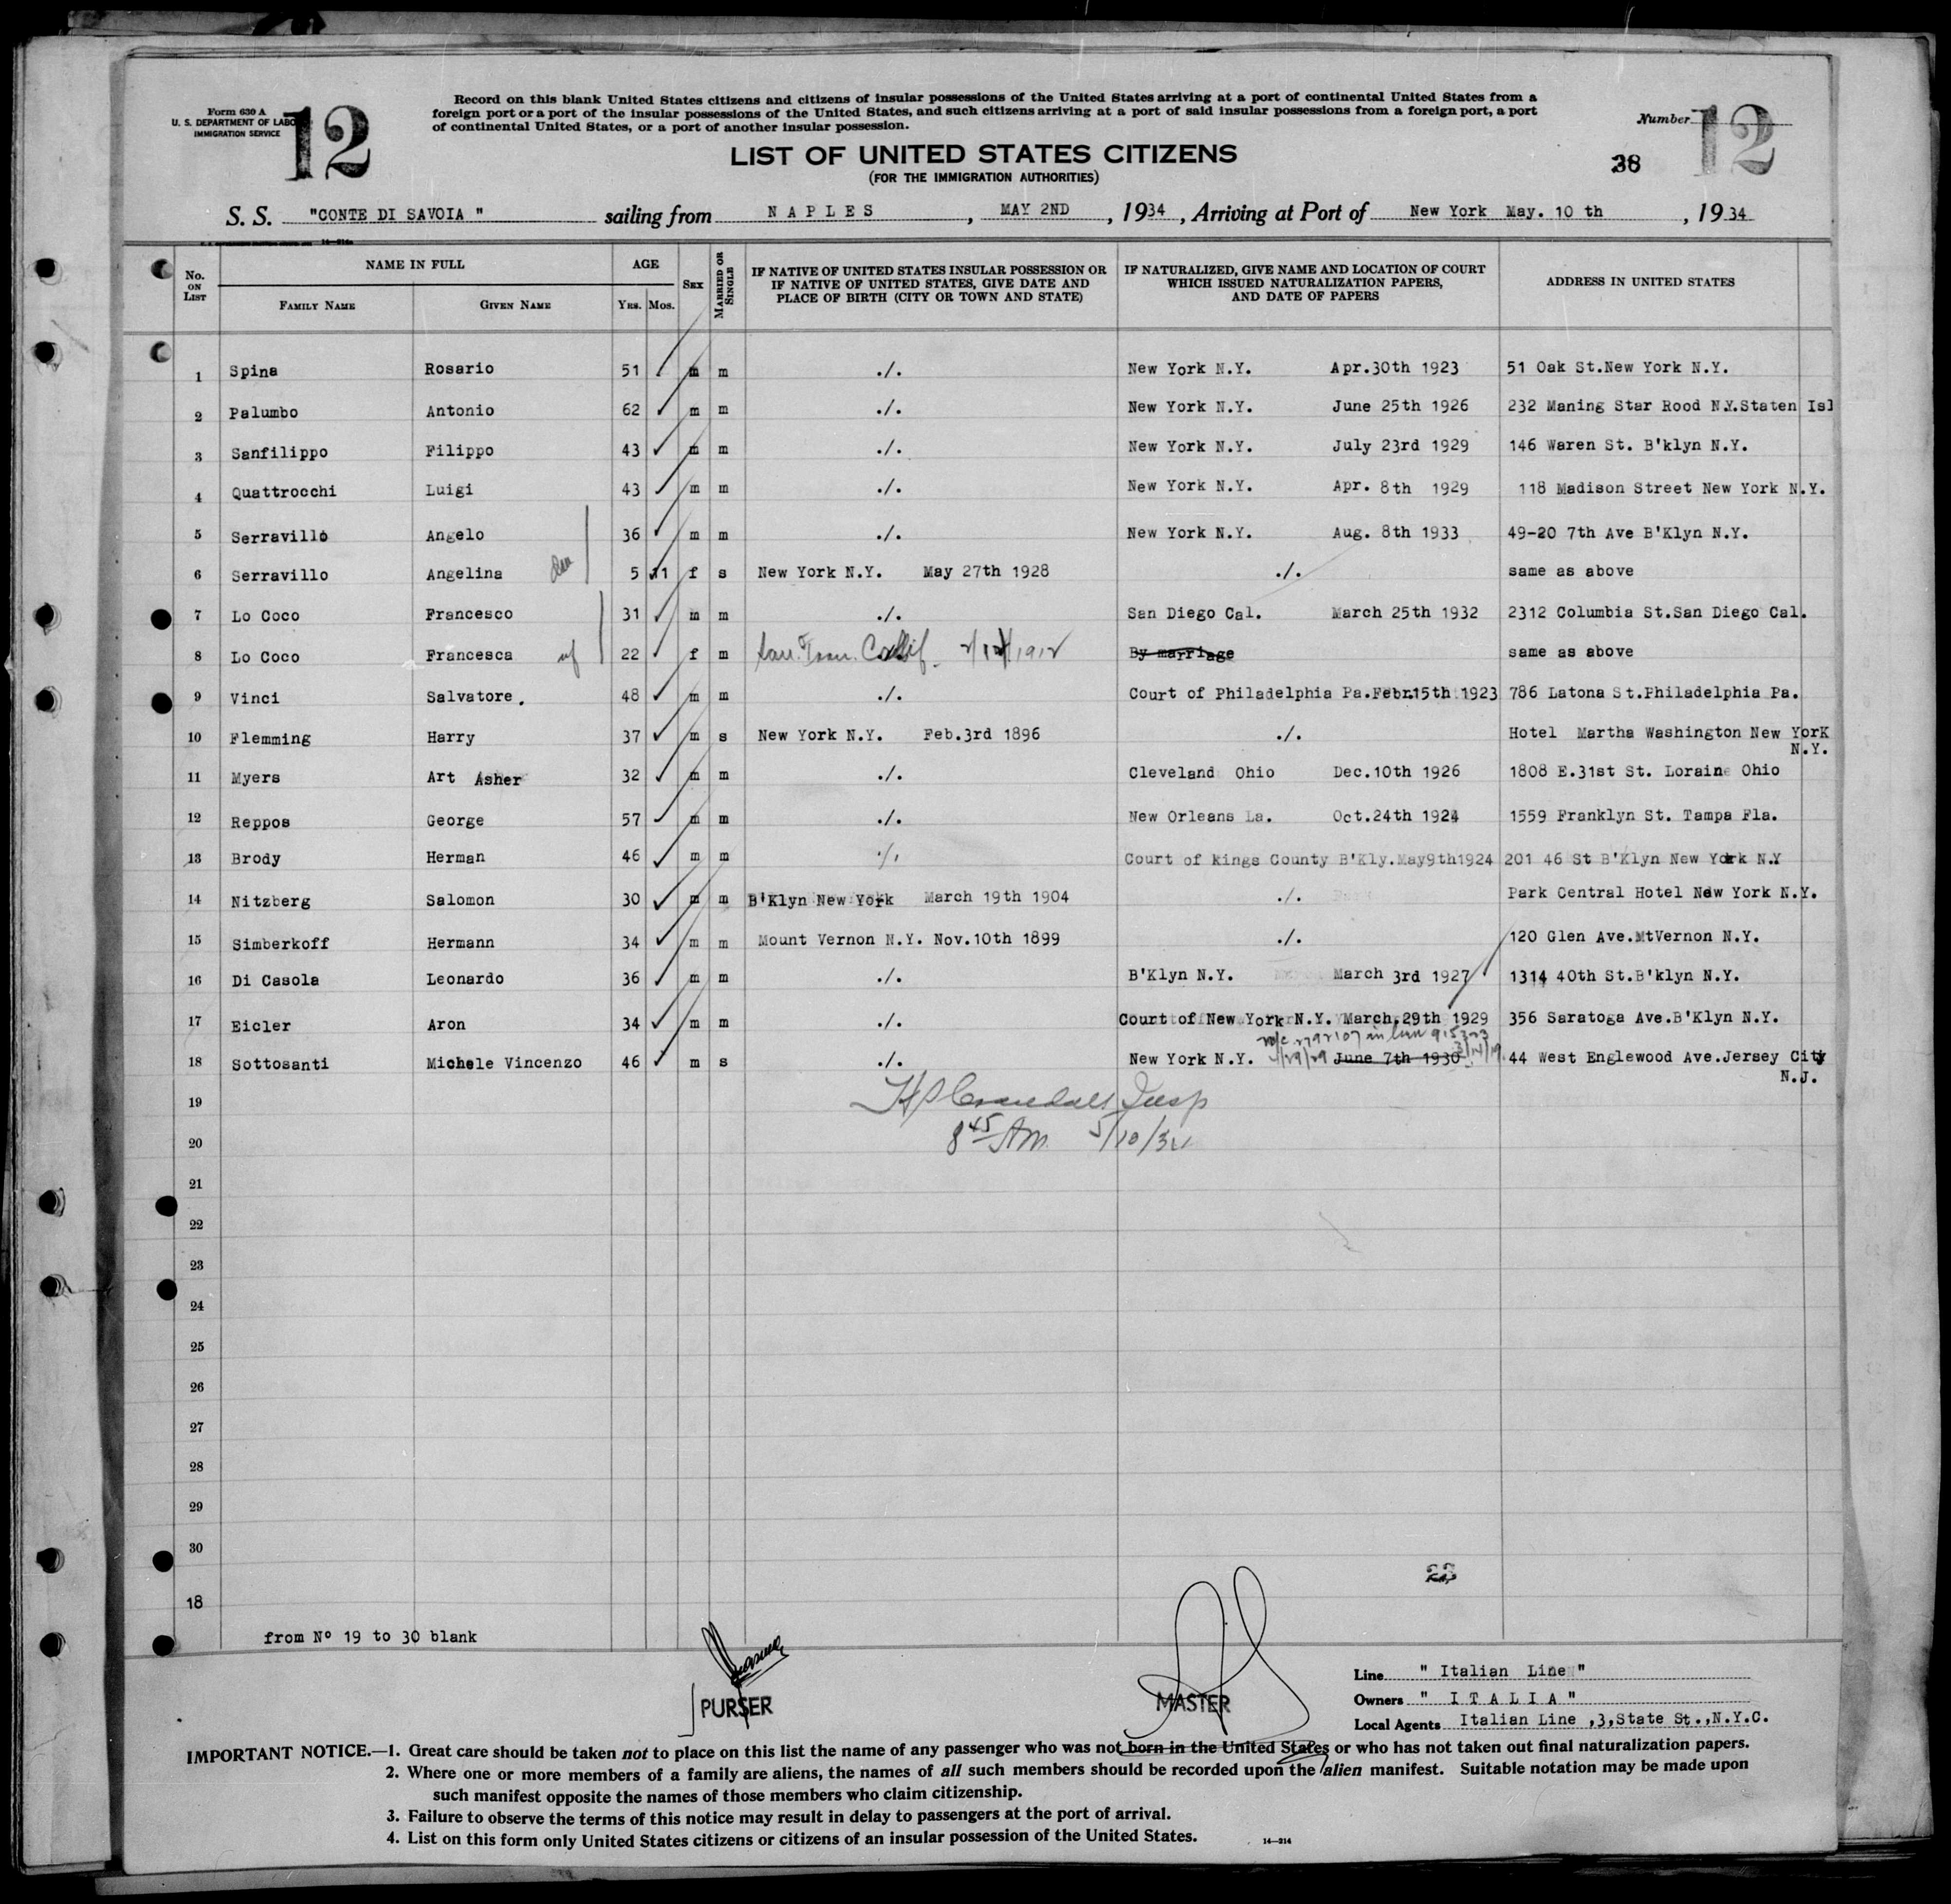 Form 630 A
U. S. DEPARTMENT OF LABO
IMMIGRATION SERVICE
12
Record on this blank United States citizens and citizens of insular possessions of the United States arriving at a port of continental United States from a
foreign port or a port of the insular possessions of the United States, and such citizens arriving at a port of said insular possessions from a foreign port, a port
of continental United States, or a port of another insular possession.
Number 12
LIST OF UNITED STATES CITIZENS
(FOR THE IMMIGRATION AUTHORITIES)
38
S. S. "CONTE DI SAVOIA " sailing from NAPLES , MAY 2ND , 1934 , Arriving at Port of New York May. 10 th , 1934
No. ON LIST NAME IN FULL FAMILY NAME GIVEN NAME AGE YRS. MOS. SEX MARRIED OR SINGLE IF NATIVE OF UNITED STATES INSULAR POSSESSION OR IF NATIVE OF UNITED STATES, GIVE DATE AND PLACE OF BIRTH (CITY OR TOWN AND STATE) IF NATURALIZED, GIVE NAME AND LOCATION OF COURT WHICH ISSUED NATURALIZATION PAPERS, AND DATE OF PAPERS ADDRESS IN UNITED STATES
1 Spina Rosario 51 m m ./. New York N.Y. Apr.30th 1923 51 Oak St.New York N.Y.
2 Palumbo Antonio 62 m m ./. New York N.Y. June 25th 1926 232 Maning Star Rood N.Y.Staten Isl
3 Sanfilippo Filippo 43 m m ./. New York N.Y. July 23rd 1929 146 Waren St. B'klyn N.Y.
4 Quattrocchi Luigi 43 m m ./. New York N.Y. Apr. 8th 1929 118 Madison Street New York N.Y.
5 Serravillo Angelo 36 m m ./. New York N.Y. Aug. 8th 1933 49-20 7th Ave B'Klyn N.Y.
6 Serravillo Angelina 5 11 f s New York N.Y. May 27th 1928 ./. same as above
7 Lo Coco Francesco 31 m m ./. San Diego Cal. March 25th 1932 2312 Columbia St.San Diego Cal.
8 Lo Coco Francesca wf 22 f m San. Fran. Calif. By marriage same as above
9 Vinci Salvatore. 48 m m ./. Court of Philadelphia Pa.Febr.15th 1923 786 Latona St.Philadelphia Pa.
10 Flemming Harry 37 m s New York N.Y. Feb.3rd 1896 ./. Hotel Martha Washington New York
N.Y.
11 Myers Art Asher 32 m m ./. Cleveland Ohio Dec.10th 1926 1808 E.31st St. Lorain Ohio
12 Reppos George 57 m m ./. New Orleans La. Oct.24th 1924 1559 Franklyn St. Tampa Fla.
13 Brody Herman 46 m m ./. Court of kings County B'Kly.May9th1924 201 46 St B'Klyn New York N.Y
14 Nitzberg Salomon 30 m m B'Klyn New York March 19th 1904 ./. Park Central Hotel New York N.Y.
15 Simberkoff Hermann 34 m m Mount Vernon N.Y. Nov.10th 1899 ./. 120 Glen Ave.MtVernon N.Y.
16 Di Casola Leonardo 36 m m ./. B'Klyn N.Y. March 3rd 1927 1314 40th St.B'klyn N.Y.
17 Eicler Aron 34 m m ./. Court of New York N.Y. March,29th 1929 356 Saratoga Ave.B'Klyn N.Y.
18 Sottosanti Michele Vincenzo 46 m s ./. New York N.Y. June 7th 1930 44 West Englewood Ave.Jersey City
N.J.
19 Insp
20 8 45 AM. 5/10/34
21
22
23
24
25
26
27
28
29
30
18
from Nº 19 to 30 blank
PURSER
MASTER
Line " Italian Line "
Owners " ITALIA "
Local Agents Italian Line ,3,State St.,N.Y.C.
IMPORTANT NOTICE.—1. Great care should be taken not to place on this list the name of any passenger who was not born in the United States or who has not taken out final naturalization papers.
2. Where one or more members of a family are aliens, the names of all such members should be recorded upon the alien manifest. Suitable notation may be made upon
such manifest opposite the names of those members who claim citizenship.
3. Failure to observe the terms of this notice may result in delay to passengers at the port of arrival.
4. List on this form only United States citizens or citizens of an insular possession of the United States.
14—214